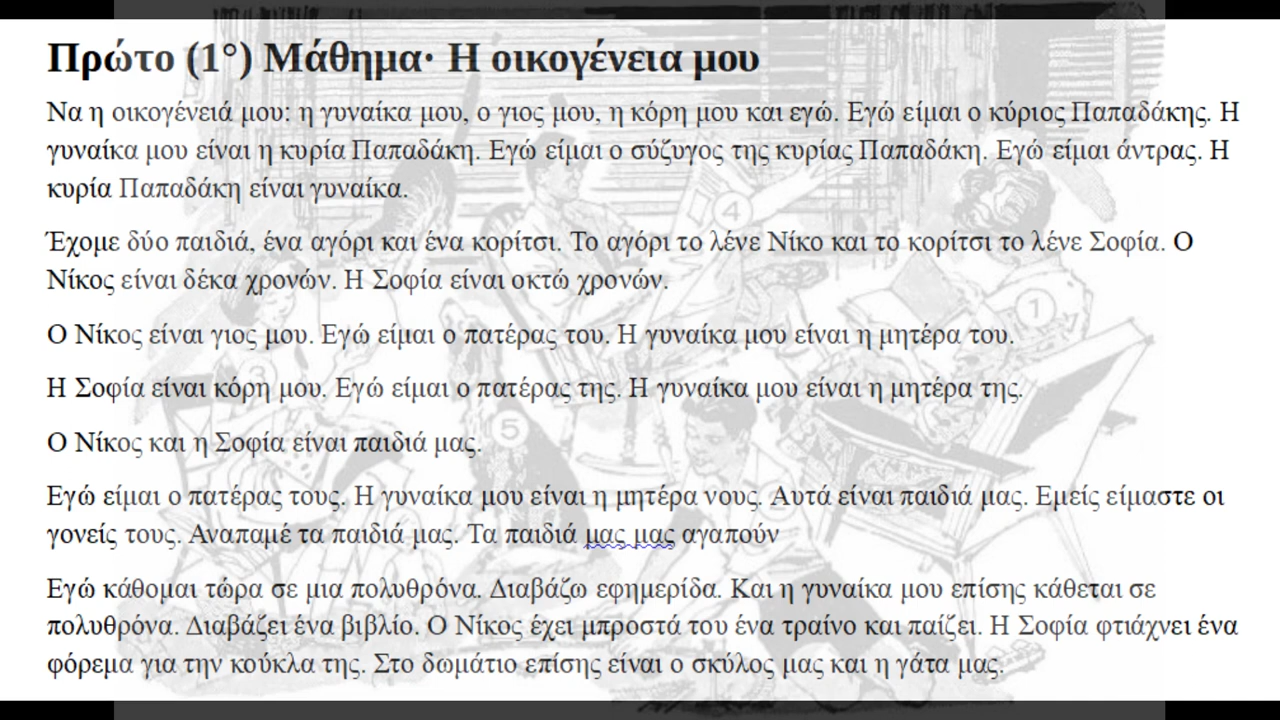 Πρώτο (1°) Μάθημα· Η οικογένεια μου
Να η οικογένειά μου: η γυναίκα μου, ο γιος μου, η κόρη μου και εγώ. Εγώ είμαι ο κύριος Παπαδάκης. Η
γυναίκα μου είναι η κυρία Παπαδάκη. Εγώ είμαι ο σύζυγος της κυρίας Παπαδάκη. Εγώ είμαι άντρας. Η
κυρία Παπαδάκη είναι γυναίκα.
Έχομε δύο παιδιά, ένα αγόρι και ένα κορίτσι. Το αγόρι το λένε Νίκο και το κορίτσι το λένε Σοφία. Ο
Νίκος είναι δέκα χρονών. Η Σοφία είναι οκτώ χρονών.
Ο Νίκος είναι γιος μου. Εγώ είμαι ο πατέρας του. Η γυναίκα μου είναι η μητέρα του.
Η Σοφία είναι κόρη μου. Εγώ είμαι ο πατέρας της. Η γυναίκα μου είναι η μητέρα της.
Ο Νίκος και η Σοφία είναι παιδιά μας.
Εγώ είμαι ο πατέρας τους. Η γυναίκα μου είναι η μητέρα νους. Αυτά είναι παιδιά μας. Εμείς είμαστε οι
γονείς τους. Αναπαμέ τα παιδιά μας. Τα παιδιά μας μας αγαπούν
Εγώ κάθομαι τώρα σε μια πολυθρόνα. Διαβάζω εφημερίδα. Και η γυναίκα μου επίσης κάθεται σε
πολυθρόνα. Διαβάζει ένα βιβλίο. Ο Νίκος έχει μπροστά του ένα τραίνο και παίζει. Η Σοφία φτιάχνει ένα
φόρεμα για την κούκλα της. Στο δωμάτιο επίσης είναι ο σκύλος μας και η γάτα μας.
4
1
3
5